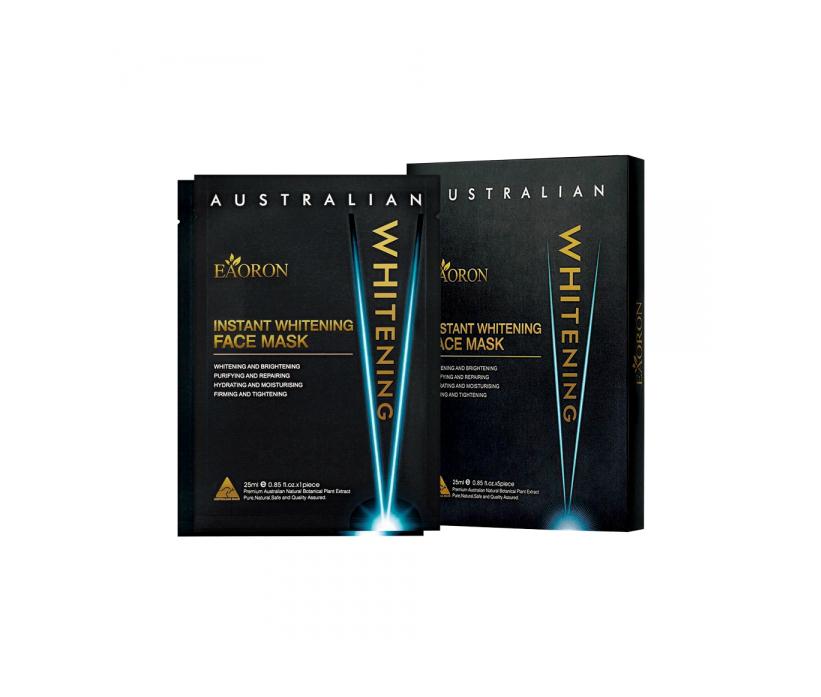 AUSTRALIAN
WHITENING
EAORON
INSTANT WHITENING
FACE MASK
WHITENING AND BRIGHTENING
PURIFYING AND REPAIRING
HYDRATING AND MOISTURISING
FIRMING AND TIGHTENING
25ml e 0.85 fl.oz.x1piece
Premium Australian Natural Botanical Plant Extract
Pure,Natural,Safe and Quality Assured.
USTRALIAN
WHITENING
AORON
STANT WHITENING
ACE MASK
ENING AND BRIGHTENING
FYING AND REPAIRING
RATING AND MOISTURISING
ING AND TIGHTENING
25ml e 0.85 fl.oz.x5piece
Premium Australian Natural Botanical Plant Extract
Pure,Natural,Safe and Quality Assured.
EAORON